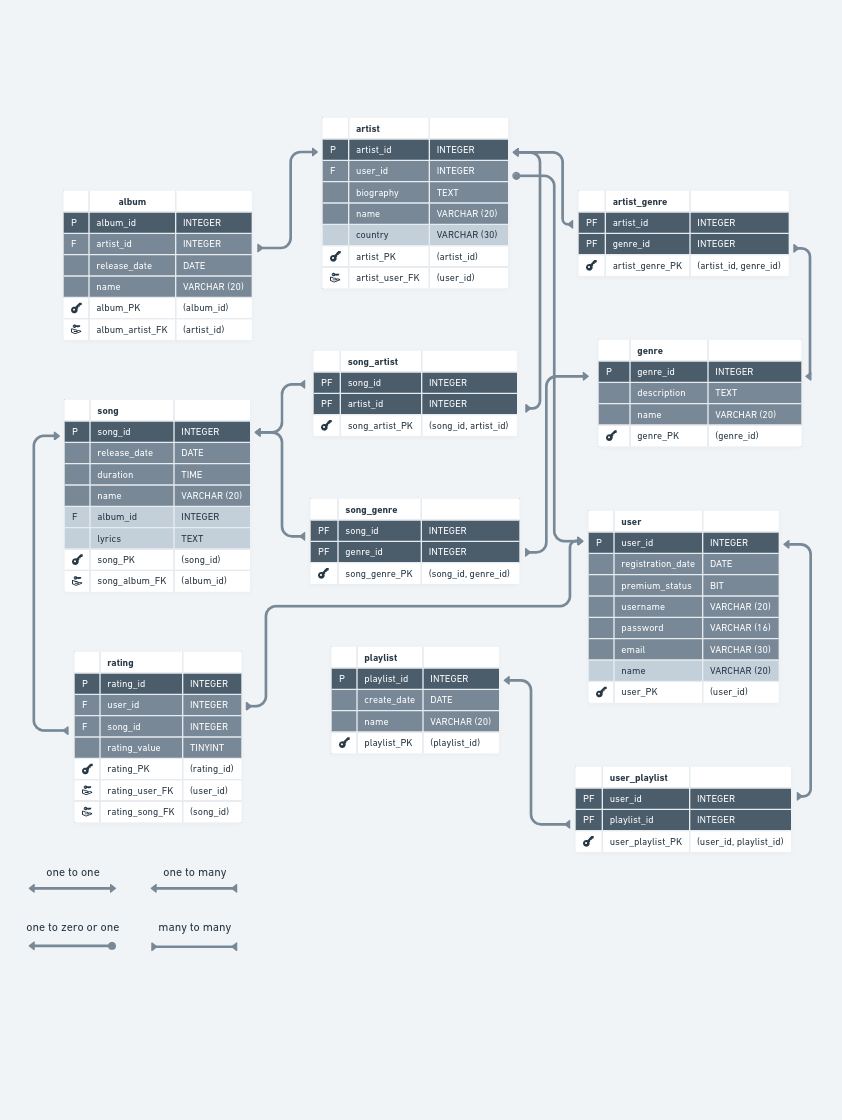 artist
P artist_id INTEGER
F user_id INTEGER
biography TEXT
name VARCHAR (20)
country VARCHAR (30)
artist_PK (artist_id)
artist_user_FK (user_id)
album
P album_id INTEGER
F artist_id INTEGER
release_date DATE
name VARCHAR (20)
album_PK (album_id)
album_artist_FK (artist_id)
artist_genre
PF artist_id INTEGER
PF genre_id INTEGER
artist_genre_PK (artist_id, genre_id)
song_artist
PF song_id INTEGER
PF artist_id INTEGER
song_artist_PK (song_id, artist_id)
genre
P genre_id INTEGER
description TEXT
name VARCHAR (20)
genre_PK (genre_id)
song
P song_id INTEGER
release_date DATE
duration TIME
name VARCHAR (20)
F album_id INTEGER
lyrics TEXT
song_PK (song_id)
song_album_FK (album_id)
song_genre
PF song_id INTEGER
PF genre_id INTEGER
song_genre_PK (song_id, genre_id)
user
P user_id INTEGER
registration_date DATE
premium_status BIT
username VARCHAR (20)
password VARCHAR (16)
email VARCHAR (30)
name VARCHAR (20)
user_PK (user_id)
rating
P rating_id INTEGER
F user_id INTEGER
F song_id INTEGER
rating_value TINYINT
rating_PK (rating_id)
rating_user_FK (user_id)
rating_song_FK (song_id)
playlist
P playlist_id INTEGER
create_date DATE
name VARCHAR (20)
playlist_PK (playlist_id)
user_playlist
PF user_id INTEGER
PF playlist_id INTEGER
user_playlist_PK (user_id, playlist_id)
one to one
one to many
one to zero or one
many to many